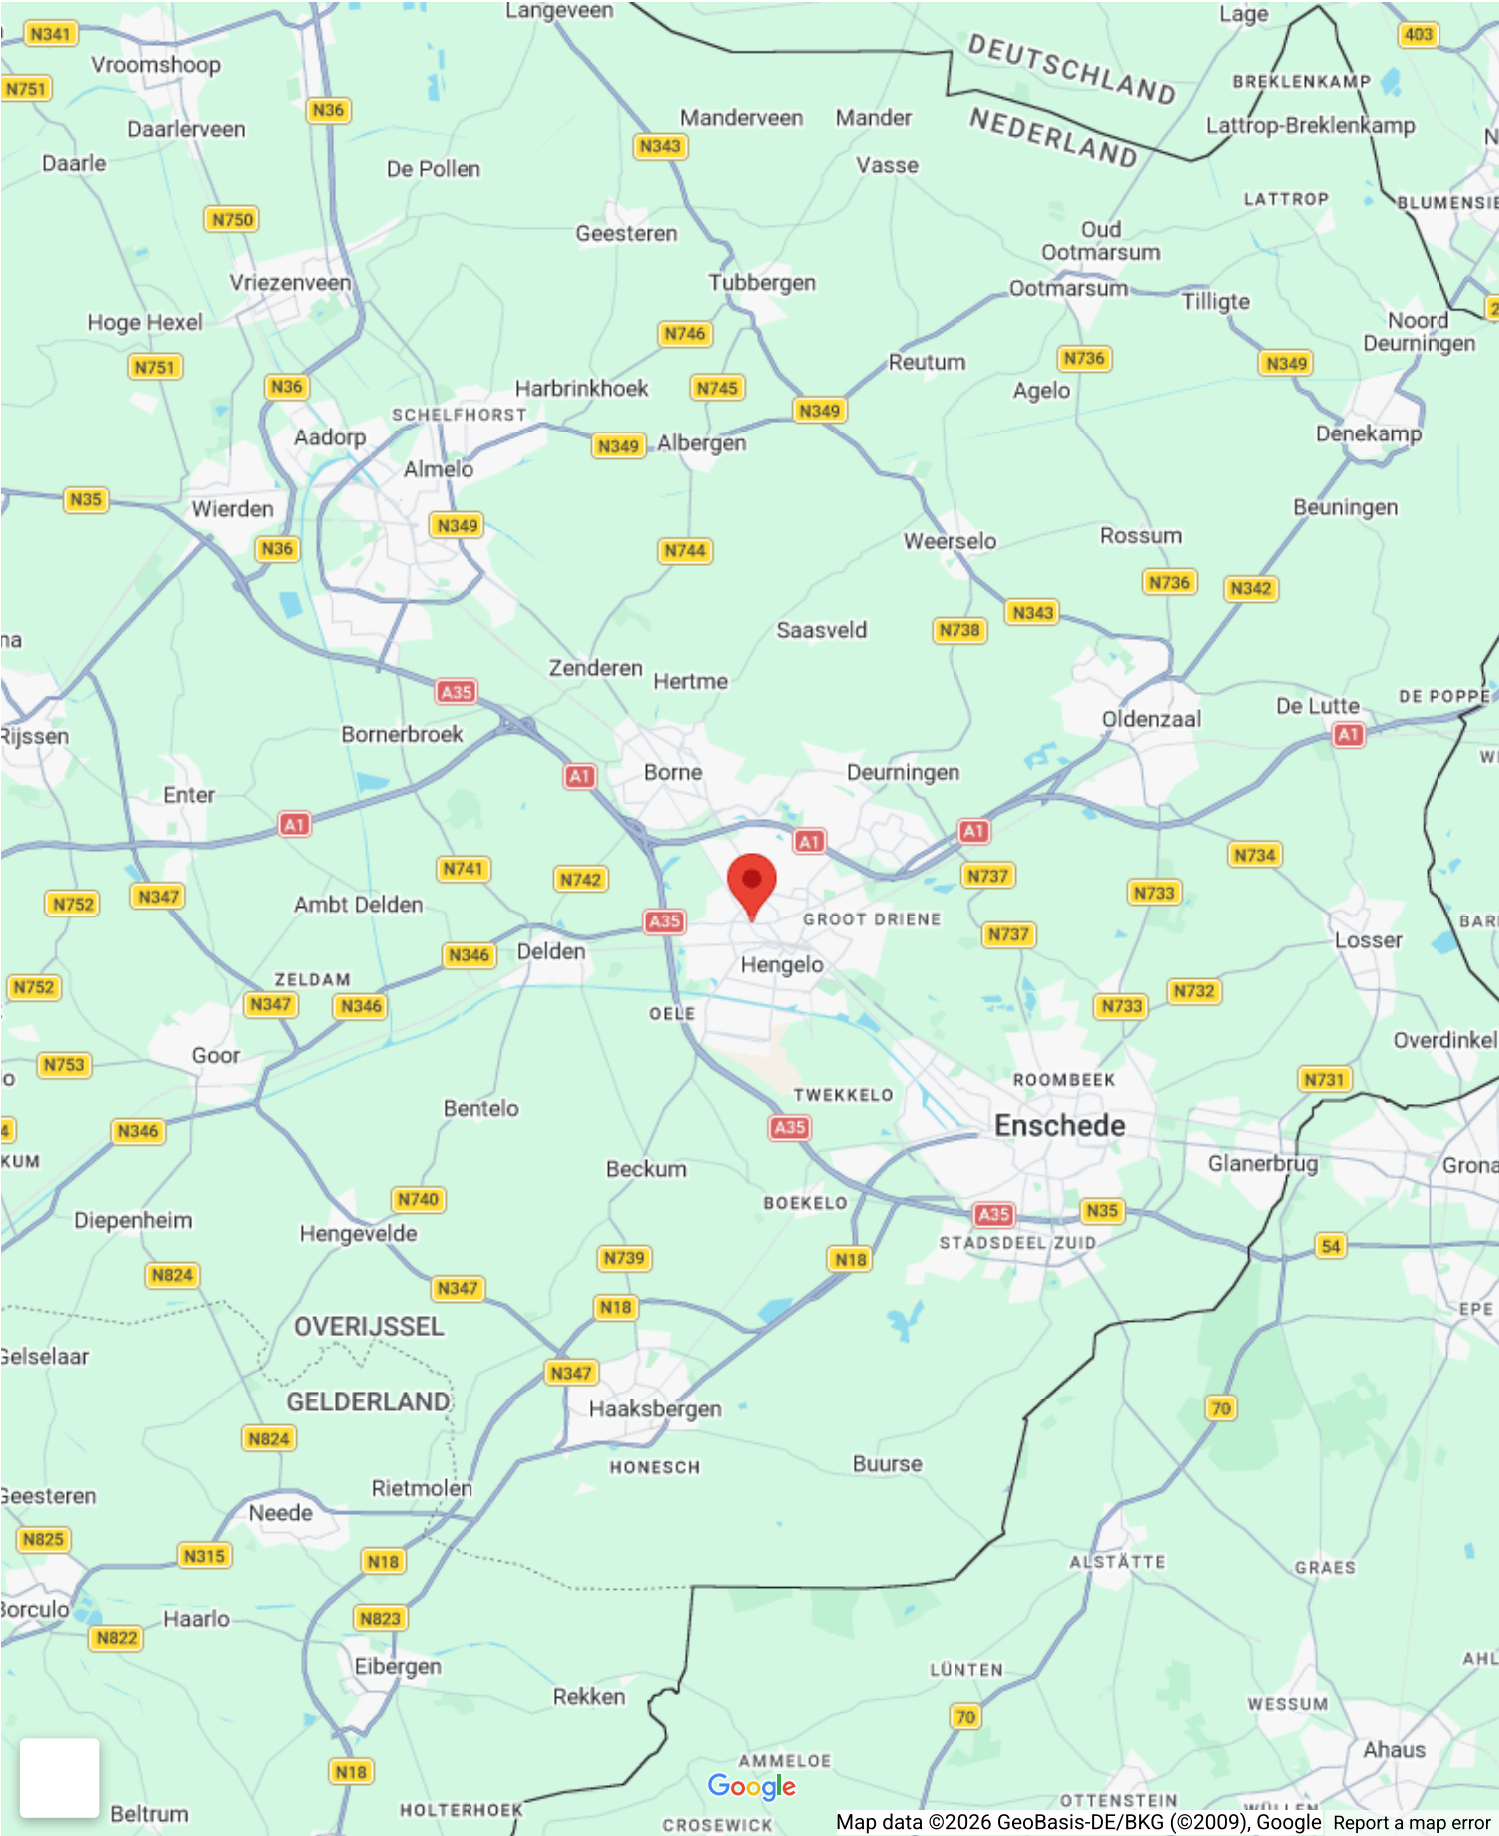 Langeveen
Lage
N341
403
Vroomshoop
DEUTSCHLAND
BREKLENKAMP
N751
N36
Manderveen
Mander
NEDERLAND
Lattrop-Breklenkamp
Daarlerveen
N343
Daarle
De Pollen
Vasse
LATTROP
BLUMENSIE
N750
Geesteren
Oud
Ootmarsum
Vriezenveen
Tubbergen
Ootmarsum
Tilligte
Hoge Hexel
N746
Noord
Deurningen
N751
Reutum
N736
N349
N36
Harbrinkhoek
N745
Agelo
SCHELFHORST
N349
Aadorp
N349
Albergen
Denekamp
Almelo
N35
Wierden
N349
Beuningen
N36
N744
Weerselo
Rossum
N736
N342
N343
na
Saasveld
N738
Zenderen
Hertme
A35
DE POPPE
Rijssen
Bornerbroek
Oldenzaal
De Lutte
A1
A1
Borne
Deurningen
Enter
A1
A1
A1
N734
N741
N742
N737
N733
N752
N347
Ambt Delden
A35
GROOT DRIENE
N737
Losser
N346
Delden
Hengelo
ZELDAM
N752
N347
N346
N732
N733
OELE
Goor
Overdinkel
N753
o
ROOMBEEK
N731
Bentelo
TWEKKELO
4
N346
A35
Enschede
KUM
Beckum
Glanerbrug
Grona
N740
BOEKELO
Diepenheim
Hengevelde
A35
N35
STADSDEEL ZUID
54
N739
N18
N824
N347
N18
EPE
OVERIJSSEL
Gelselaar
N347
GELDERLAND
Haaksbergen
70
N824
HONESCH
Buurse
Geesteren
Rietmolen
Neede
N825
N315
N18
ALSTÄTTE
GRAES
Borculo
Haarlo
N823
N822
Eibergen
LÜNTEN
AHL
Rekken
WESSUM
70
Ahaus
N18
AMMELOE
Google
Beltrum
HOLTERHOEK
OTTENSTEIN
WÜLLEN
CROSEWICK
Map data ©2026 GeoBasis-DE/BKG (©2009), Google
Report a map error